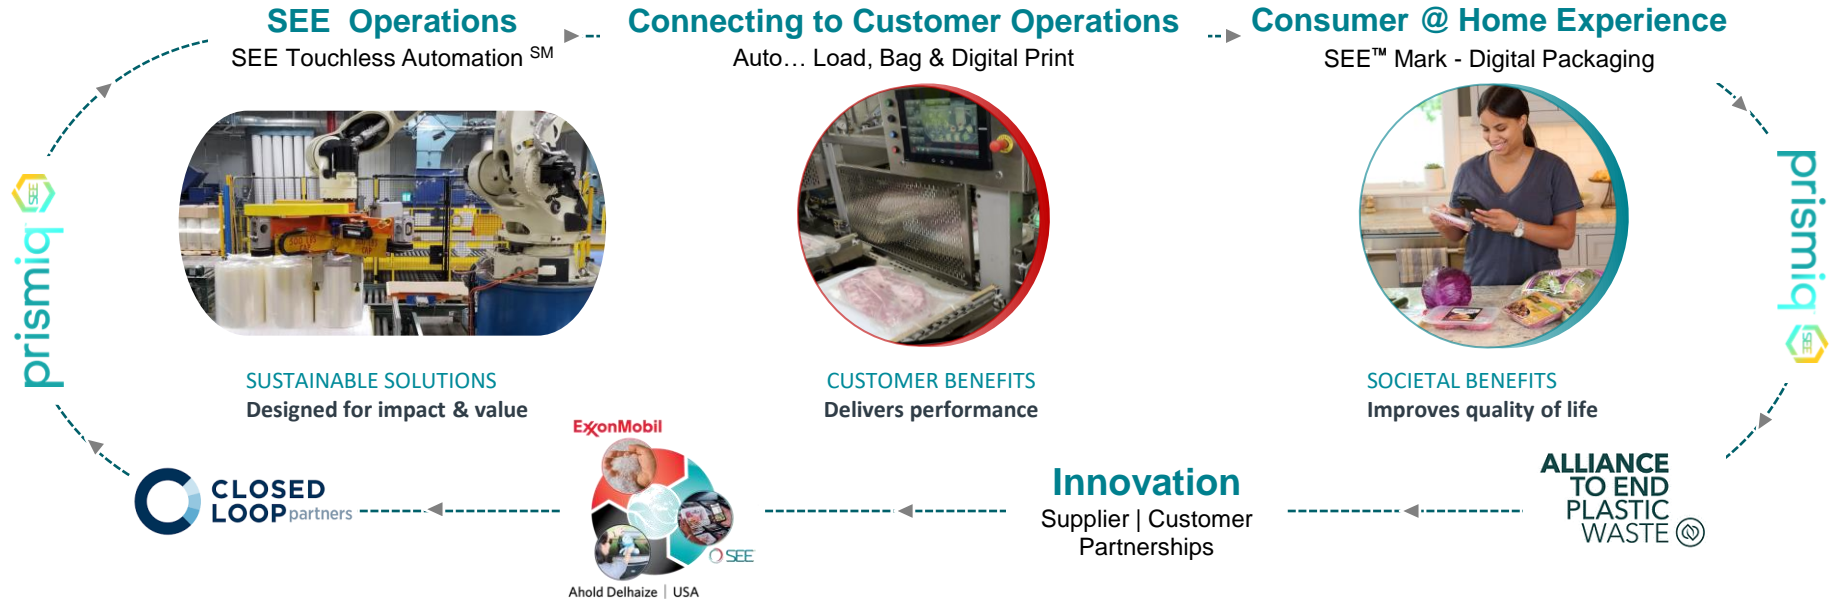 SEE Operations
SEE Touchless Automation SM
Connecting to Customer Operations
Auto… Load, Bag & Digital Print
Consumer @ Home Experience
SEE™ Mark - Digital Packaging
prismiq
SEE
prismiq
SEE
SUSTAINABLE SOLUTIONS
Designed for impact & value
CUSTOMER BENEFITS
Delivers performance
SOCIETAL BENEFITS
Improves quality of life
CLOSED
LOOP partners
ExxonMobil
SEE
Ahold Delhaize | USA
Innovation
Supplier | Customer
Partnerships
ALLIANCE
TO END
PLASTIC
WASTE